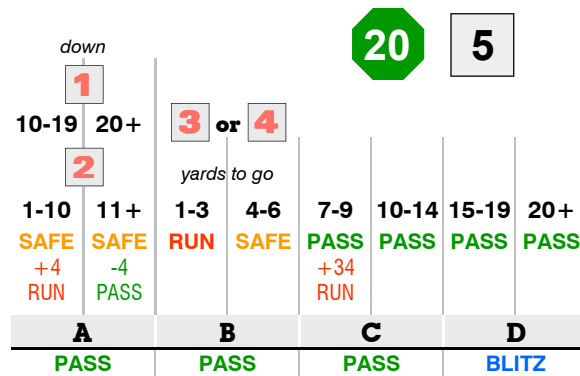 20 5
down
1
10-19 20+ 3 or 4
2 yards to go
1-10 11+ 1-3 4-6 7-9 10-14 15-19 20+
SAFE SAFE RUN SAFE PASS PASS PASS PASS
+4 -4 +34
RUN PASS RUN
A B C D
PASS PASS PASS BLITZ